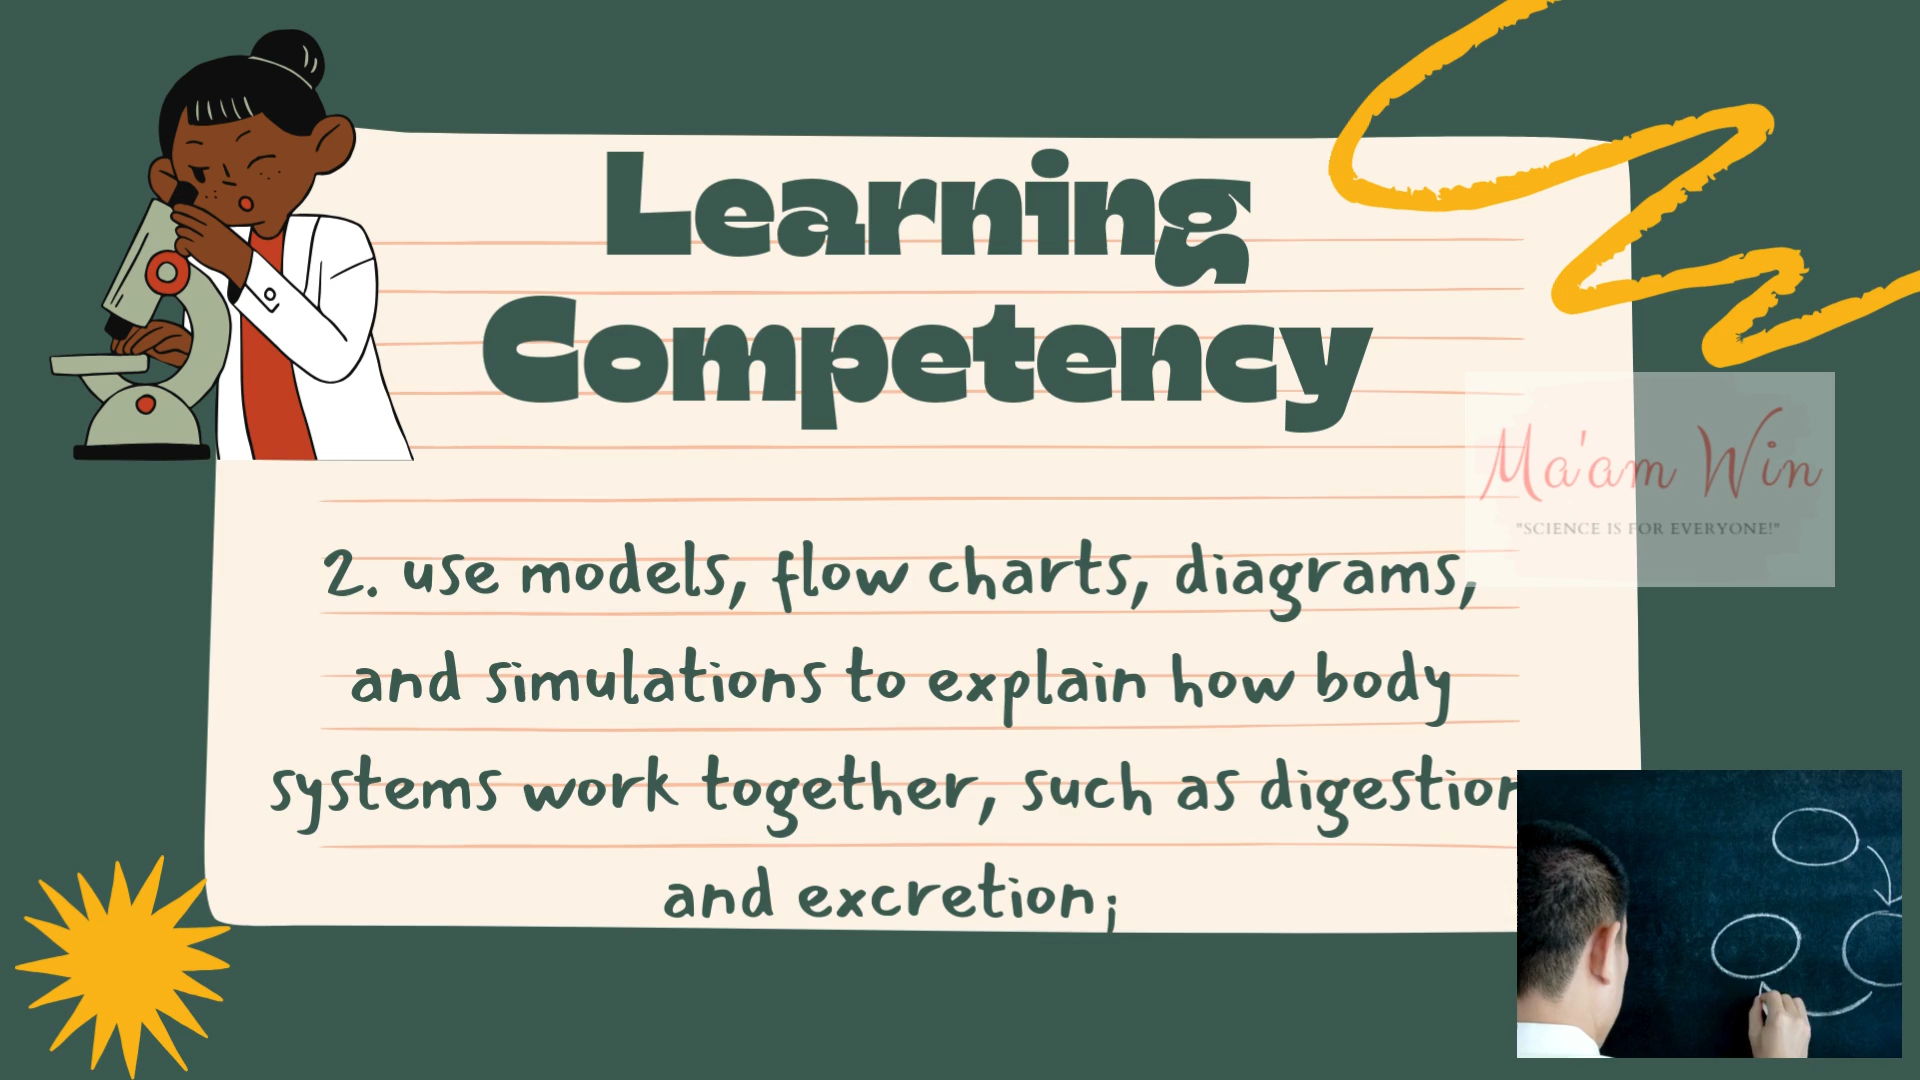 Learning
Competency
Ma'am Win
"SCIENCE IS FOR EVERYONE!"
2. use models, flow charts, diagrams,
and simulations to explain how body
systems work together, such as digestion
and excretion;